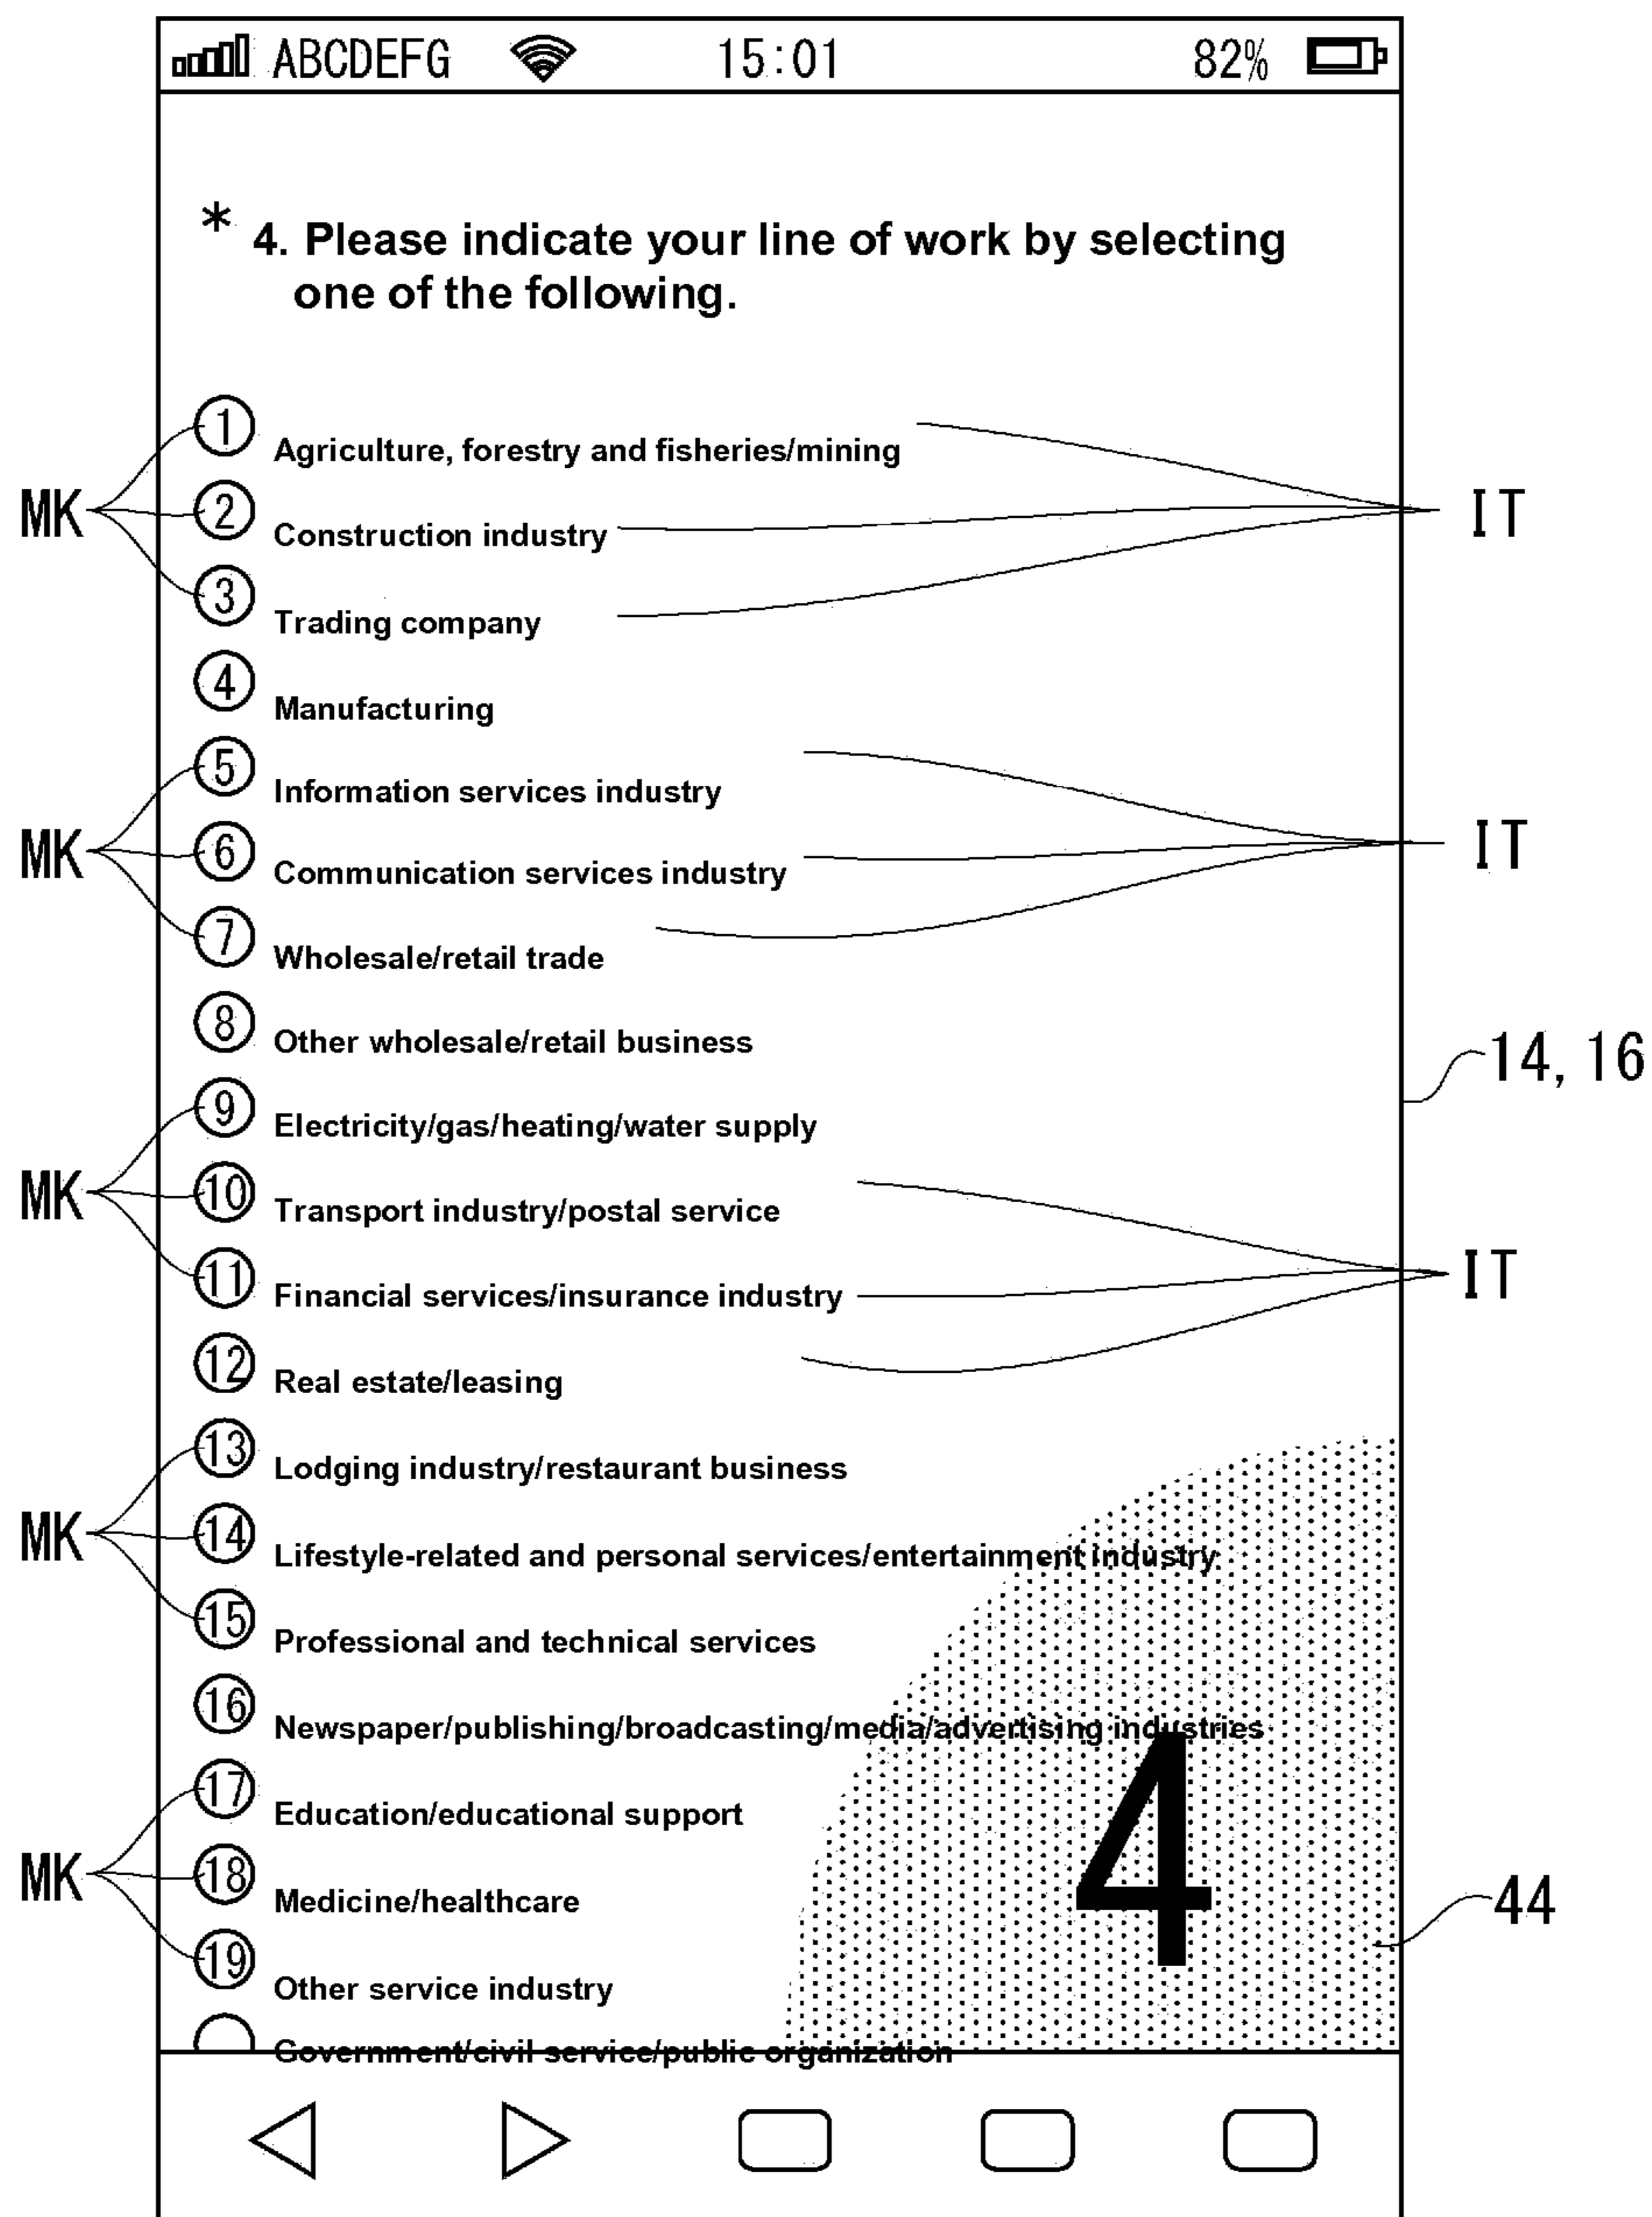 ABCDEFG 15:01 82%
* 4. Please indicate your line of work by selecting
one of the following.
1 Agriculture, forestry and fisheries/mining
MK 2 Construction industry IT
3 Trading company
4 Manufacturing
5 Information services industry
MK 6 Communication services industry IT
7 Wholesale/retail trade
8 Other wholesale/retail business
14, 16
9 Electricity/gas/heating/water supply
MK 10 Transport industry/postal service
11 Financial services/insurance industry IT
12 Real estate/leasing
13 Lodging industry/restaurant business
MK 14 Lifestyle-related and personal services/entertainment industry
15 Professional and technical services
16 Newspaper/publishing/broadcasting/media/advertising industries
17 Education/educational support
4
MK 18 Medicine/healthcare 44
19 Other service industry
Government/civil service/public organization